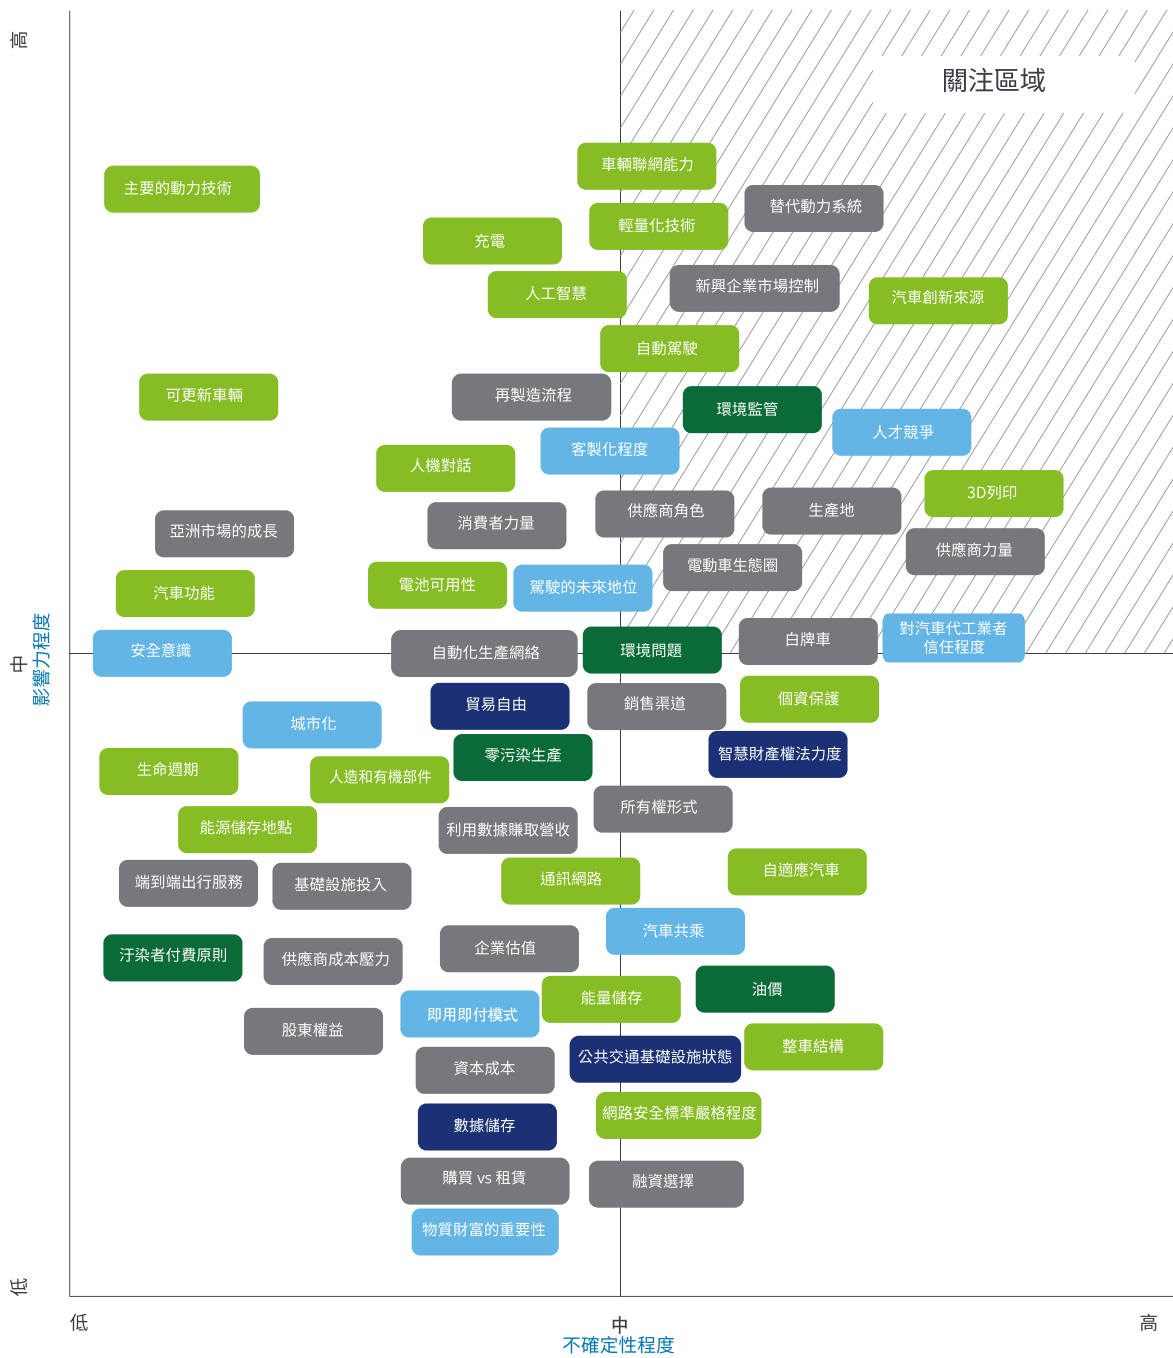 高
關注區域
車輛聯網能力
主要的動力技術
替代動力系統
輕量化技術
充電
新興企業市場控制
人工智慧
汽車創新來源
自動駕駛
可更新車輛
再製造流程
環境監管
人才競爭
客製化程度
人機對話
3D列印
供應商角色
生產地
消費者力量
亞洲市場的成長
供應商力量
電動車生態圈
電池可用性
駕駛的未來地位
汽車功能
對汽車代工業者
信任程度
白牌車
安全意識
自動化生產網絡
環境問題
中
影響力程度
貿易自由
銷售渠道
個資保護
城市化
零污染生產
智慧財產權法力度
生命週期
人造和有機部件
所有權形式
能源儲存地點
利用數據賺取營收
自適應汽車
通訊網路
端到端出行服務
基礎設施投入
汽車共乘
企業估值
汙染者付費原則
供應商成本壓力
油價
能量儲存
即用即付模式
股東權益
整車結構
公共交通基礎設施狀態
資本成本
網路安全標準嚴格程度
數據儲存
購買 vs 租賃
融資選擇
物質財富的重要性
低
低
中
高
不確定性程度